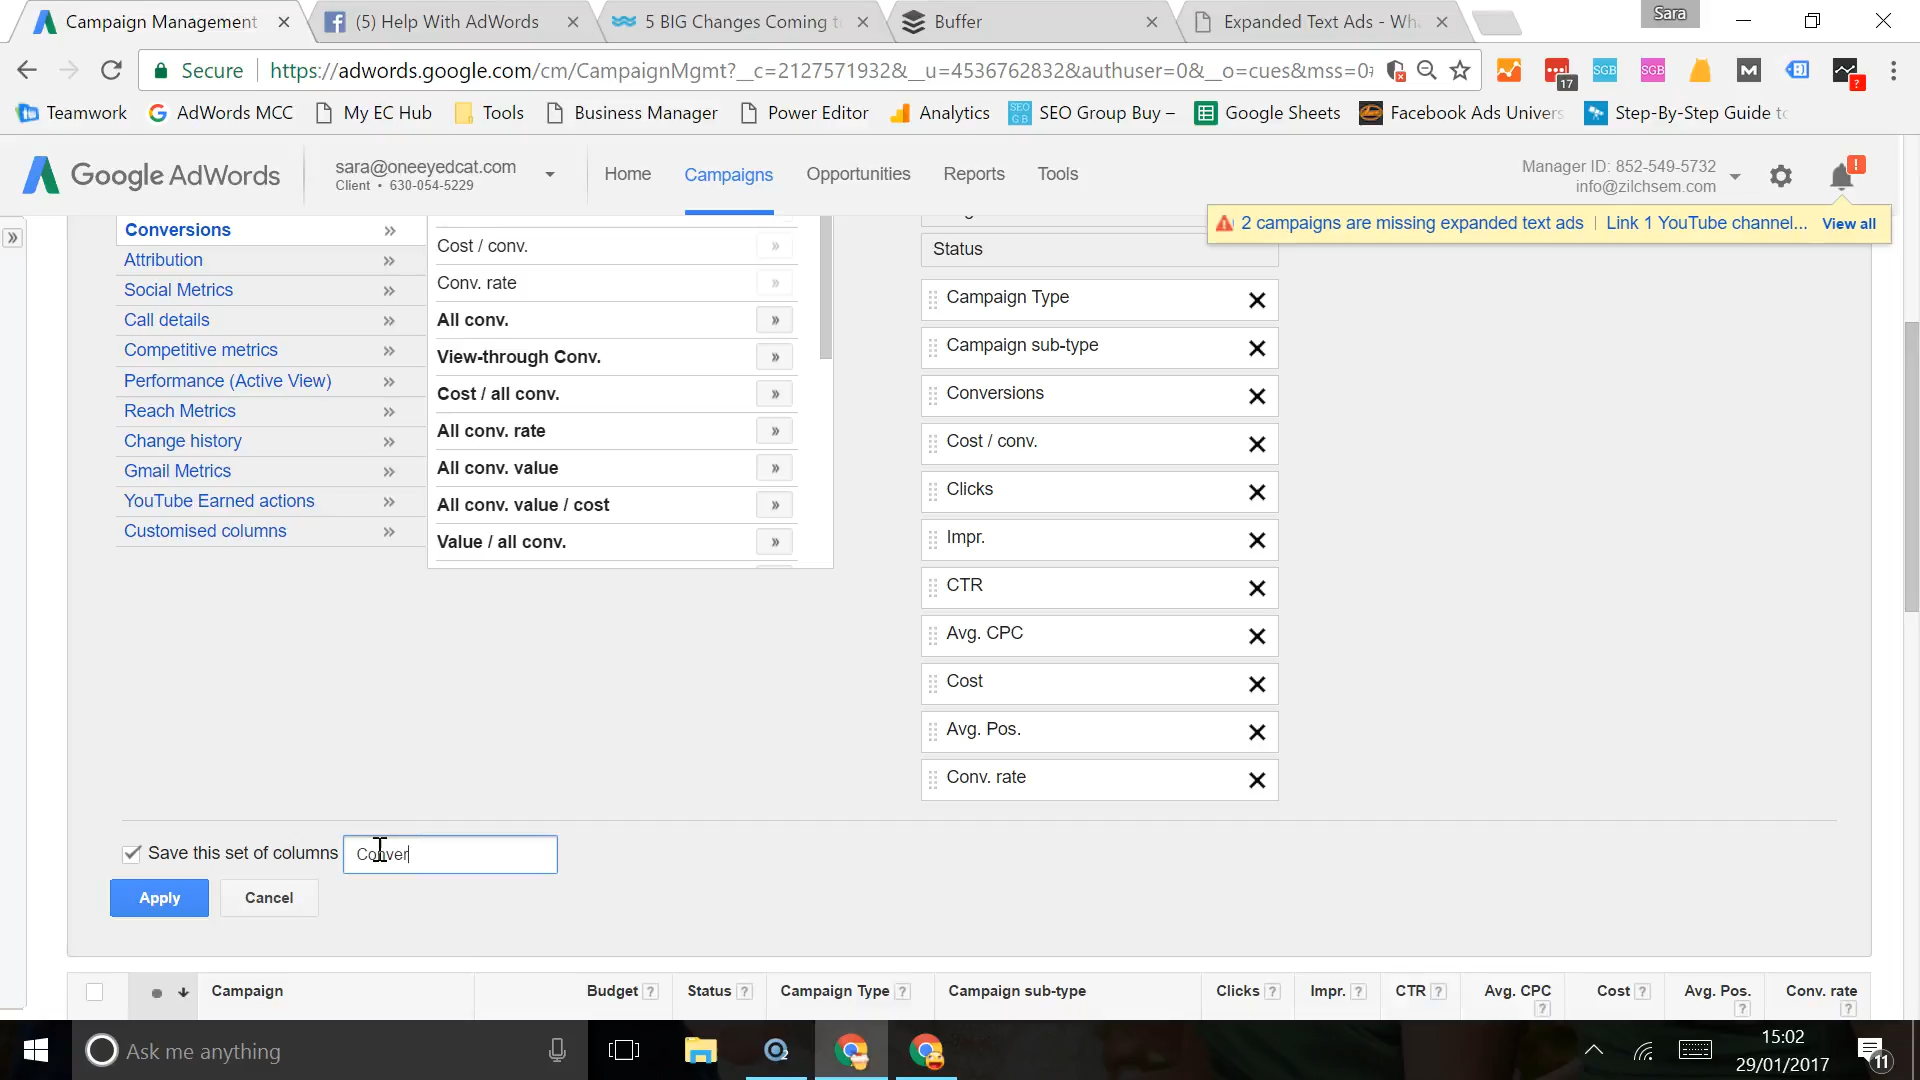 Campaign Management
(5) Help With AdWords
5 BIG Changes Coming t
Buffer
Expanded Text Ads - Wh
Sara
Secure
https://adwords.google.com/cm/CampaignMgmt?__c=2127571932&__u=4536762832&authuser=0&__o=cues&mss=0
17
SGB
SGB
M
?
Teamwork
AdWords MCC
My EC Hub
Tools
Business Manager
Power Editor
Analytics
SEO Group Buy –
Google Sheets
Facebook Ads Univers
Step-By-Step Guide to
Google AdWords
sara@oneeyedcat.com
Client • 630-054-5229
Home
Campaigns
Opportunities
Reports
Tools
Manager ID: 852-549-5732
info@zilchsem.com
!
2 campaigns are missing expanded text ads
Link 1 YouTube channel...
View all
Conversions »
Attribution »
Social Metrics »
Call details »
Competitive metrics »
Performance (Active View) »
Reach Metrics »
Change history »
Gmail Metrics »
YouTube Earned actions »
Customised columns »
Cost / conv. »
Conv. rate »
All conv. »
View-through Conv. »
Cost / all conv. »
All conv. rate »
All conv. value »
All conv. value / cost »
Value / all conv. »
Status
Campaign Type
Campaign sub-type
Conversions
Cost / conv.
Clicks
Impr.
CTR
Avg. CPC
Cost
Avg. Pos.
Conv. rate
Save this set of columns
Conver
Apply
Cancel
Campaign
Budget ?
Status ?
Campaign Type ?
Campaign sub-type
Clicks ?
Impr. ?
CTR ?
Avg. CPC ?
Cost ?
Avg. Pos. ?
Conv. rate ?
Ask me anything
15:02
29/01/2017
11